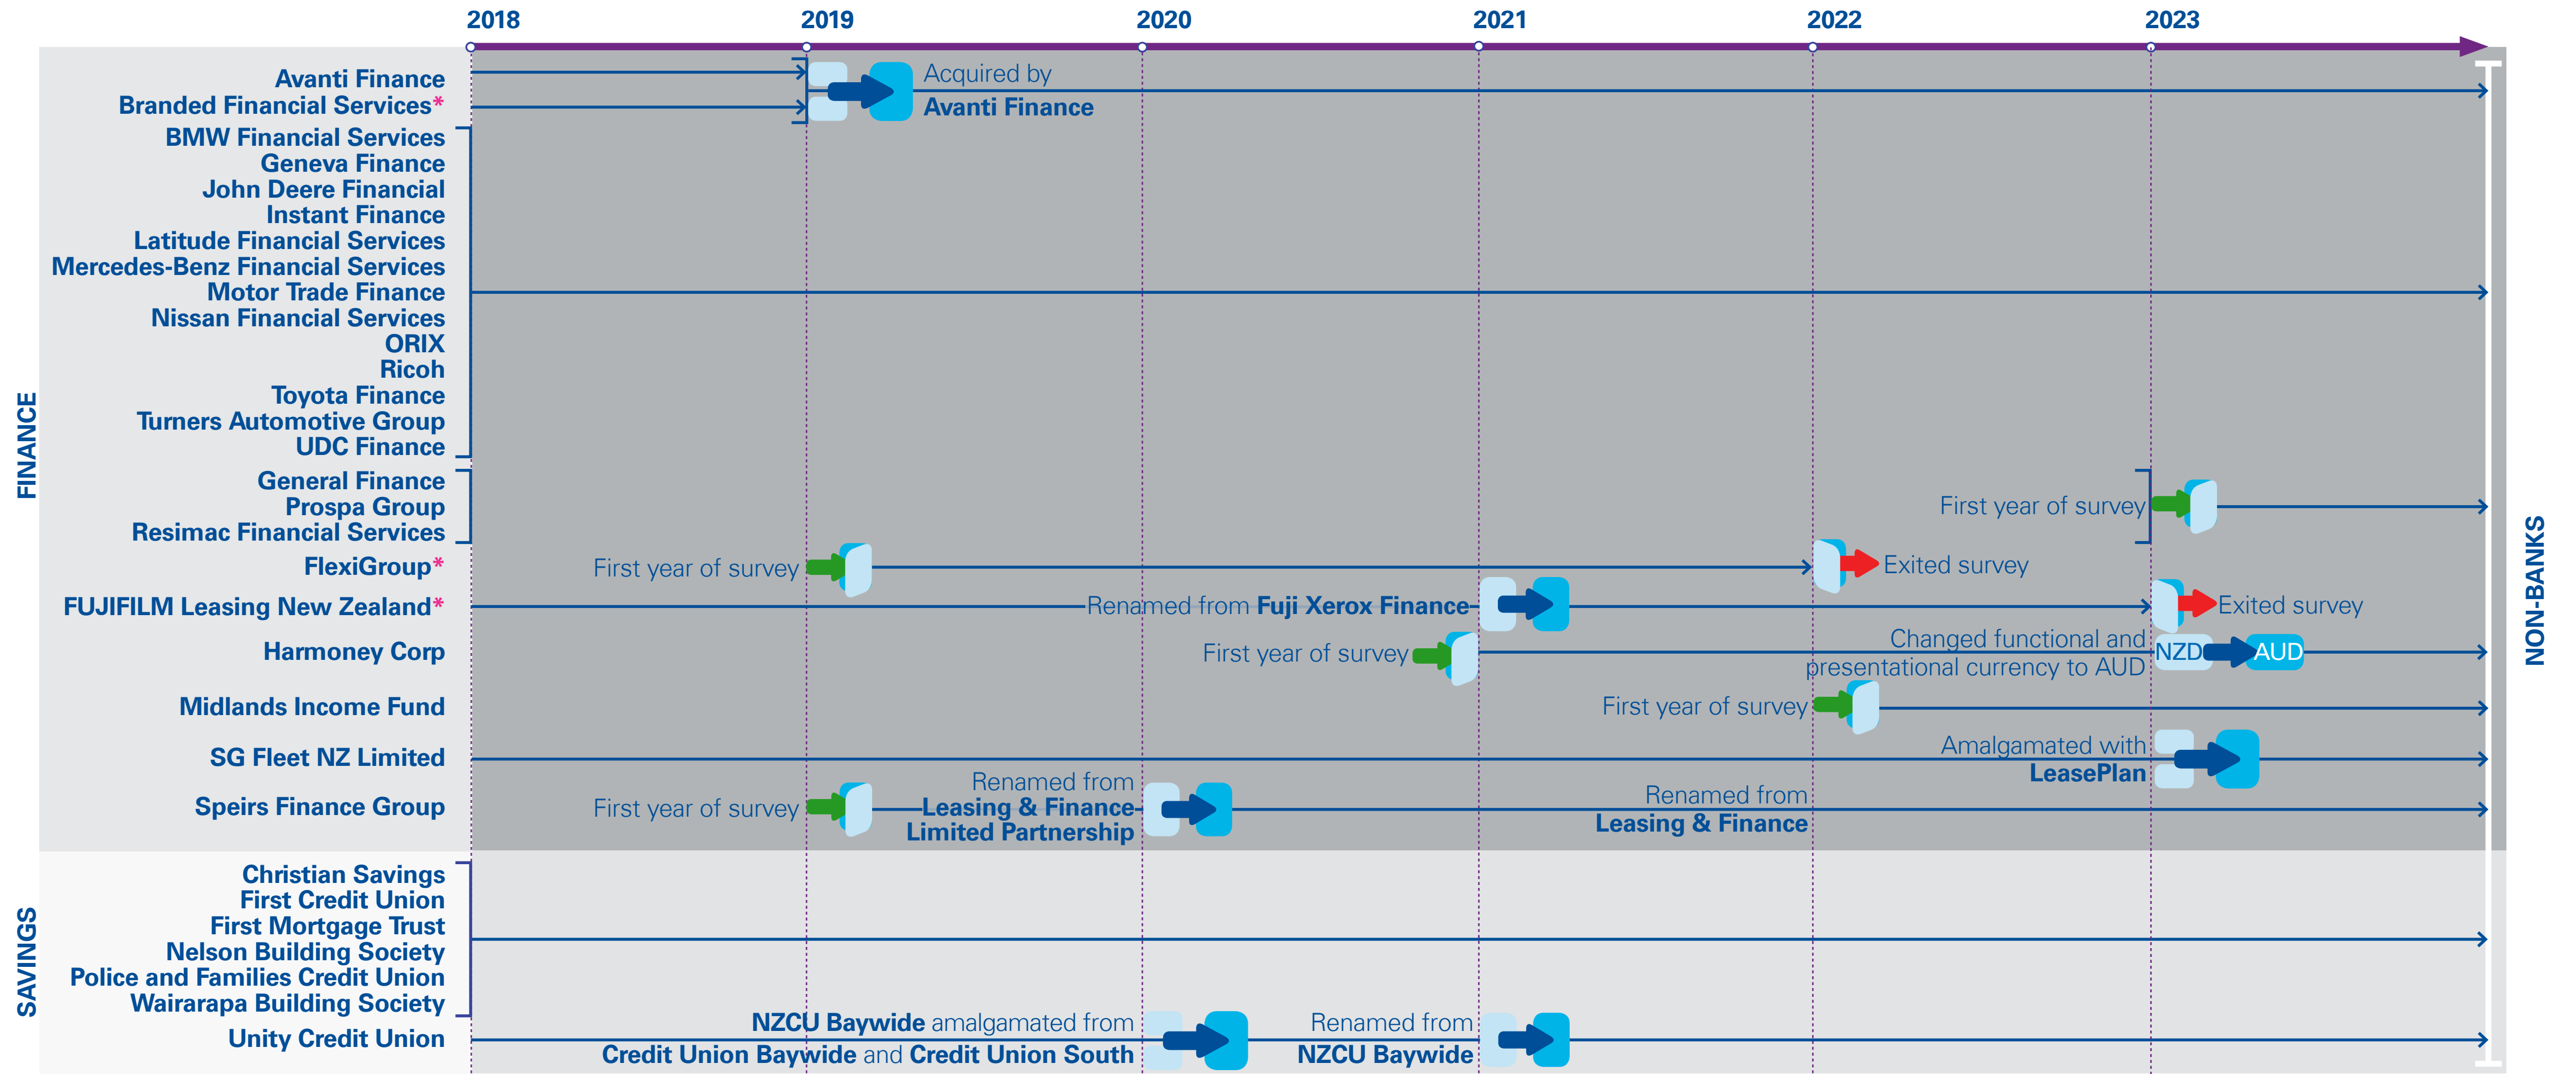 2018 2019 2020 2021 2022 2023
FINANCE
Avanti Finance
Branded Financial Services*
Acquired by
Avanti Finance
BMW Financial Services
Geneva Finance
John Deere Financial
Instant Finance
Latitude Financial Services
Mercedes-Benz Financial Services
Motor Trade Finance
Nissan Financial Services
ORIX
Ricoh
Toyota Finance
Turners Automotive Group
UDC Finance
General Finance
Prospa Group
Resimac Financial Services
First year of survey
FlexiGroup*
First year of survey
Exited survey
FUJIFILM Leasing New Zealand*
Renamed from Fuji Xerox Finance
Exited survey
Harmoney Corp
First year of survey
Changed functional and
presentational currency to AUD
NZD AUD
Midlands Income Fund
First year of survey
SG Fleet NZ Limited
Amalgamated with
LeasePlan
Speirs Finance Group
First year of survey
Renamed from
Leasing & Finance
Limited Partnership
Renamed from
Leasing & Finance
SAVINGS
Christian Savings
First Credit Union
First Mortgage Trust
Nelson Building Society
Police and Families Credit Union
Wairarapa Building Society
Unity Credit Union
NZCU Baywide amalgamated from
Credit Union Baywide and Credit Union South
Renamed from
NZCU Baywide
NON-BANKS